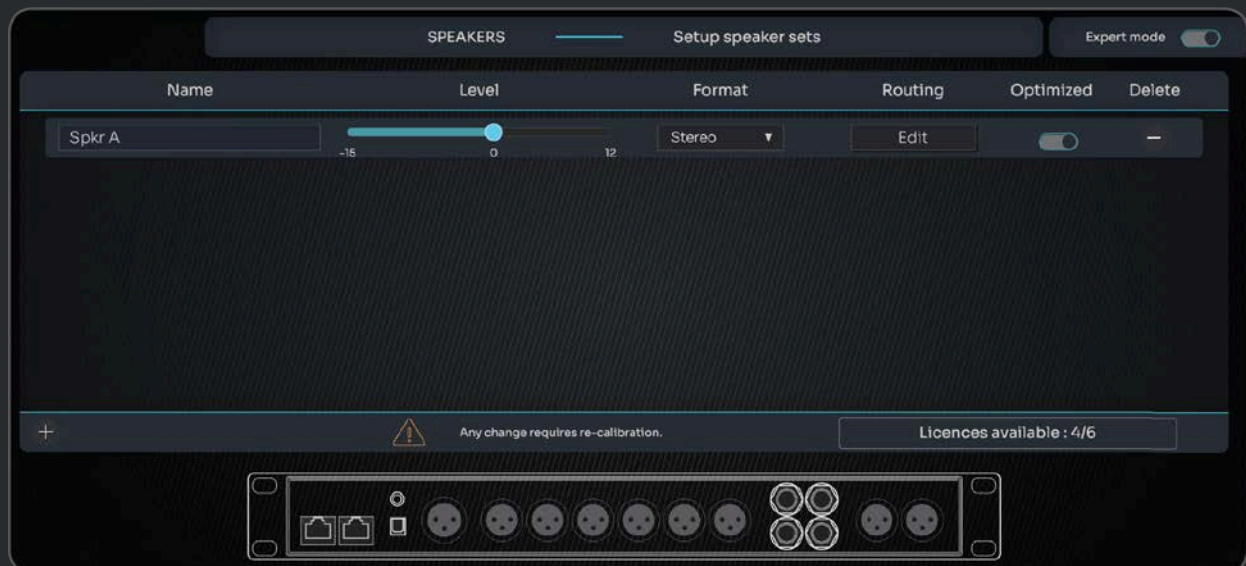 SPEAKERS Setup speaker sets Expert mode
Name Level Format Routing Optimized Delete
Spkr A Stereo ▼ Edit −
-15 0 12
+ Any change requires re-calibration. Licences available : 4/6